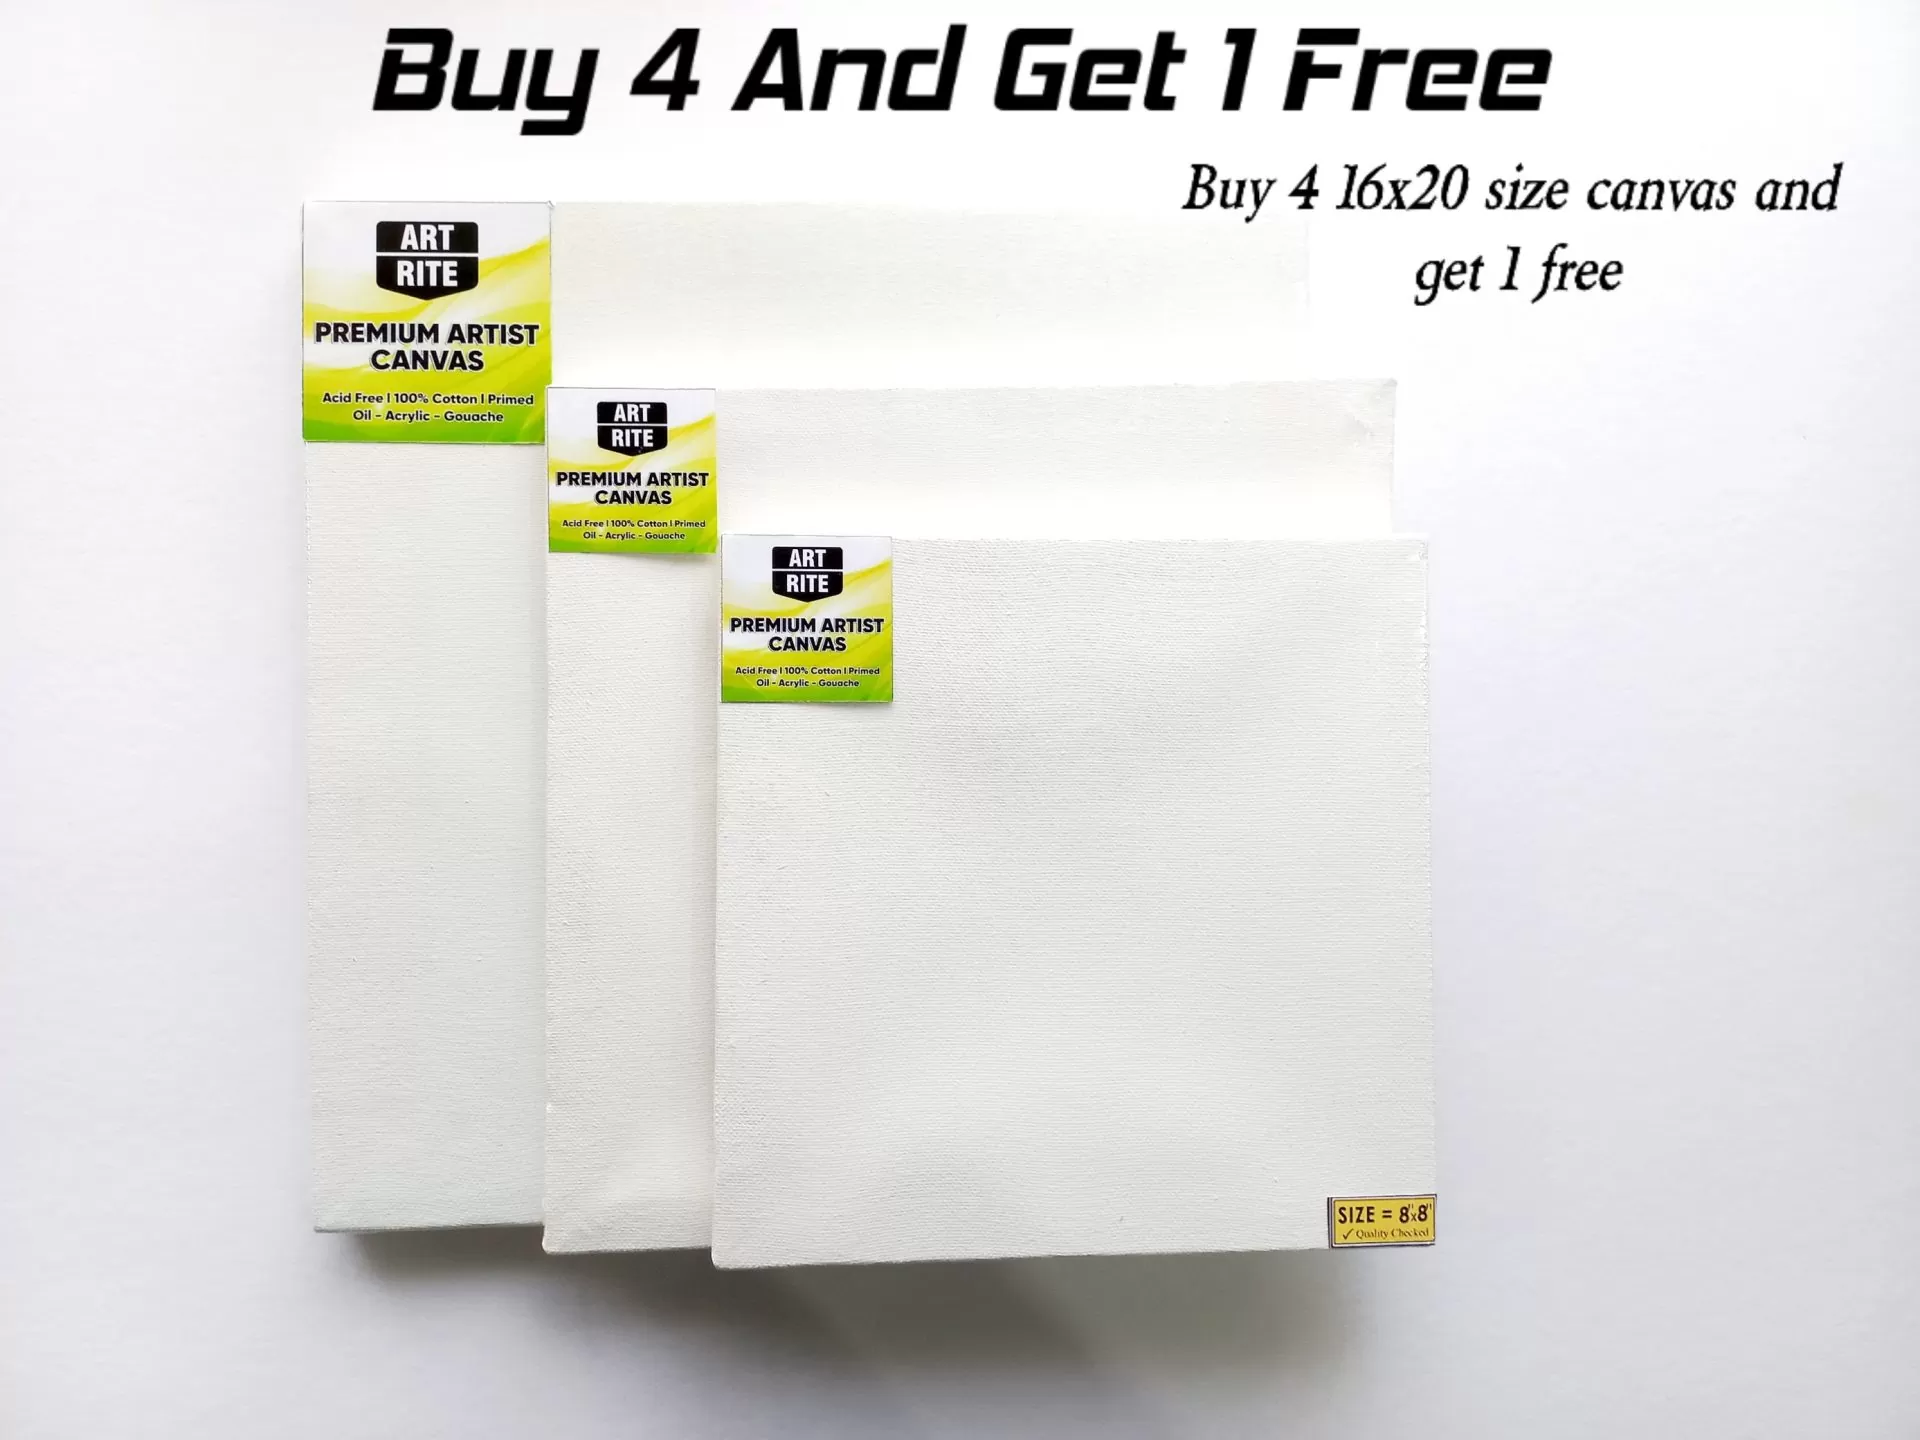 Buy 4 And Get 1 Free
Buy 4 16x20 size canvas and
get 1 free
ART
RITE
PREMIUM ARTIST
CANVAS
Acid Free | 100% Cotton | Primed
Oil - Acrylic - Gouache
ART
RITE
PREMIUM ARTIST
CANVAS
Acid Free | 100% Cotton | Primed
Oil - Acrylic - Gouache
ART
RITE
PREMIUM ARTIST
CANVAS
Acid Free | 100% Cotton | Primed
Oil - Acrylic - Gouache
SIZE = 8"x8"
✓ Quality Checked